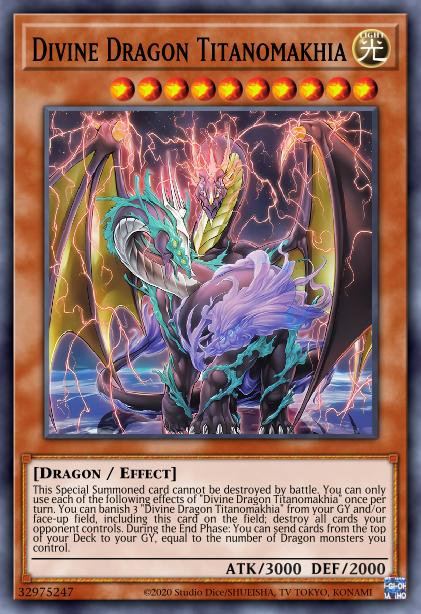 Divine Dragon Titanomakhia
LIGHT
光
[Dragon / Effect]
This Special Summoned card cannot be destroyed by battle. You can only
use each of the following effects of "Divine Dragon Titanomakhia" once per
turn. You can banish 3 "Divine Dragon Titanomakhia" from your GY and/or
face-up field, including this card on the field; destroy all cards your
opponent controls. During the End Phase: You can send cards from the top
of your Deck to your GY, equal to the number of Dragon monsters you
control.
ATK/3000 DEF/2000
32975247 ©2020 Studio Dice/SHUEISHA, TV TOKYO, KONAMI